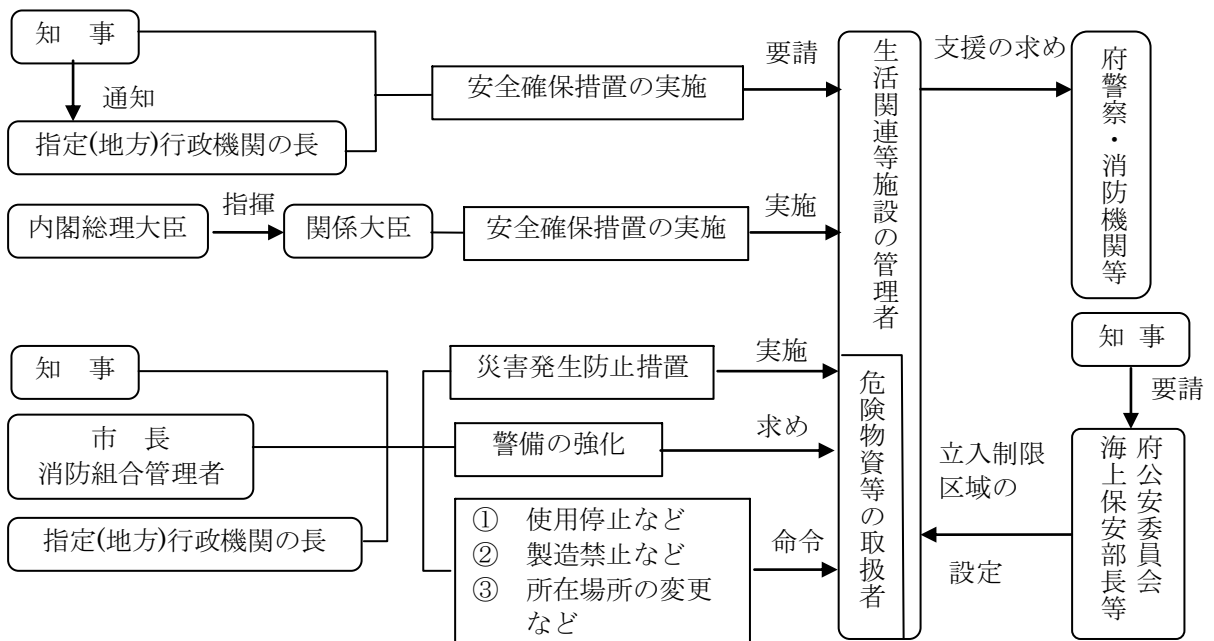 知　事
通知
指定(地方)行政機関の長
安全確保措置の実施
要請
内閣総理大臣
指揮
関係大臣
安全確保措置の実施
実施
生活関連等施設の管理者
支援の求め
府警察・消防機関等
知　事
市　長
消防組合管理者
指定(地方)行政機関の長
災害発生防止措置
実施
警備の強化
求め
①　使用停止など
②　製造禁止など
③　所在場所の変更
など
命令
危険物資等の取扱者
知　事
要請
立入制限
区域の
設定
府公安委員会
海上保安部長等